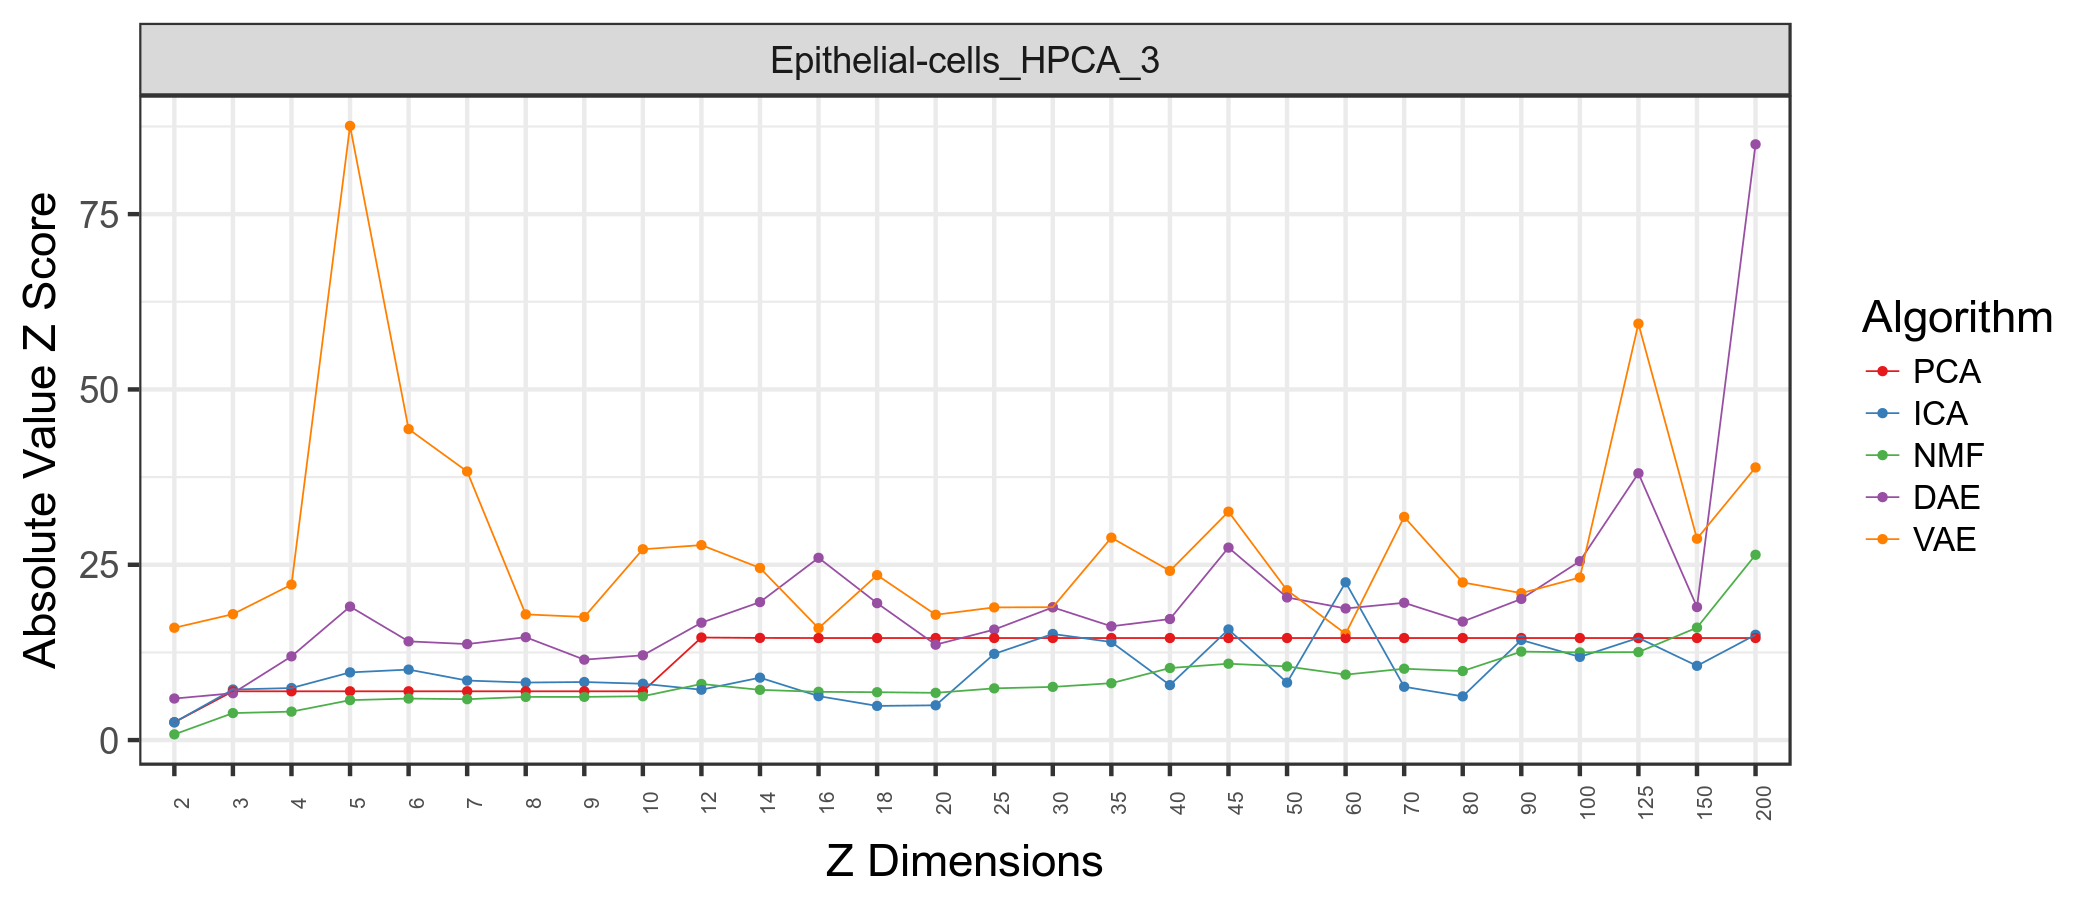 Epithelial-cells_HPCA_3
Absolute Value Z Score
75
50
25
0
2 3 4 5 6 7 8 9 10 12 14 16 18 20 25 30 35 40 45 50 60 70 80 90 100 125 150 200
Z Dimensions
Algorithm
PCA
ICA
NMF
DAE
VAE